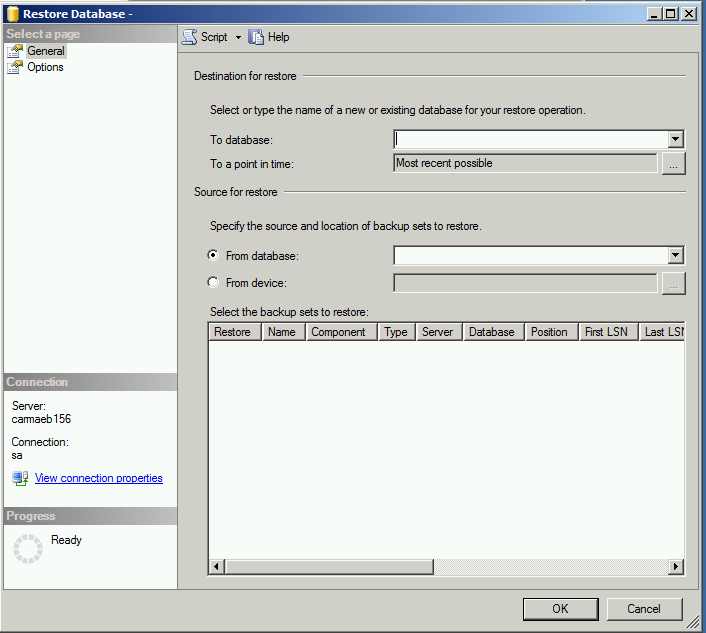 Restore Database -
Select a page
General
Options
Script Help
Destination for restore
Select or type the name of a new or existing database for your restore operation.
To database:
To a point in time: Most recent possible ...
Source for restore
Specify the source and location of backup sets to restore.
From database:
From device: ...
Select the backup sets to restore:
Restore Name Component Type Server Database Position First LSN Last LSN
Connection
Server:
carmaeb156
Connection:
sa
View connection properties
Progress
Ready
OK Cancel